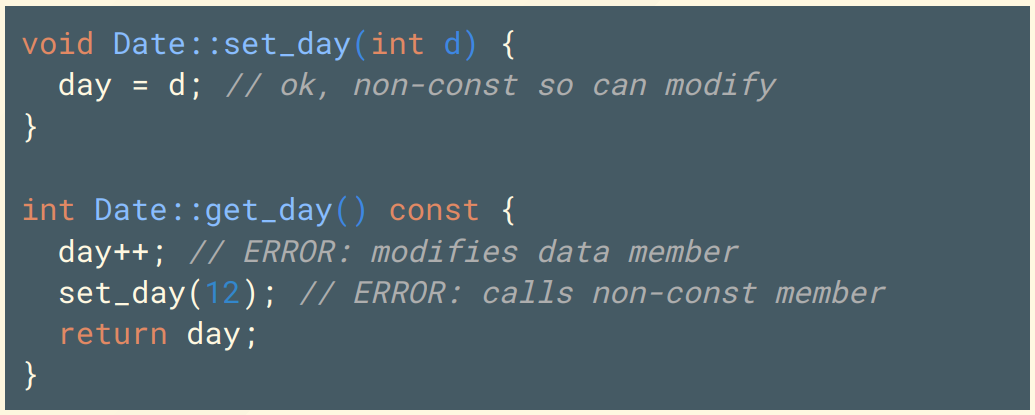 void Date::set_day(int d) {
  day = d; // ok, non-const so can modify
}

int Date::get_day() const {
  day++; // ERROR: modifies data member
  set_day(12); // ERROR: calls non-const member
  return day;
}